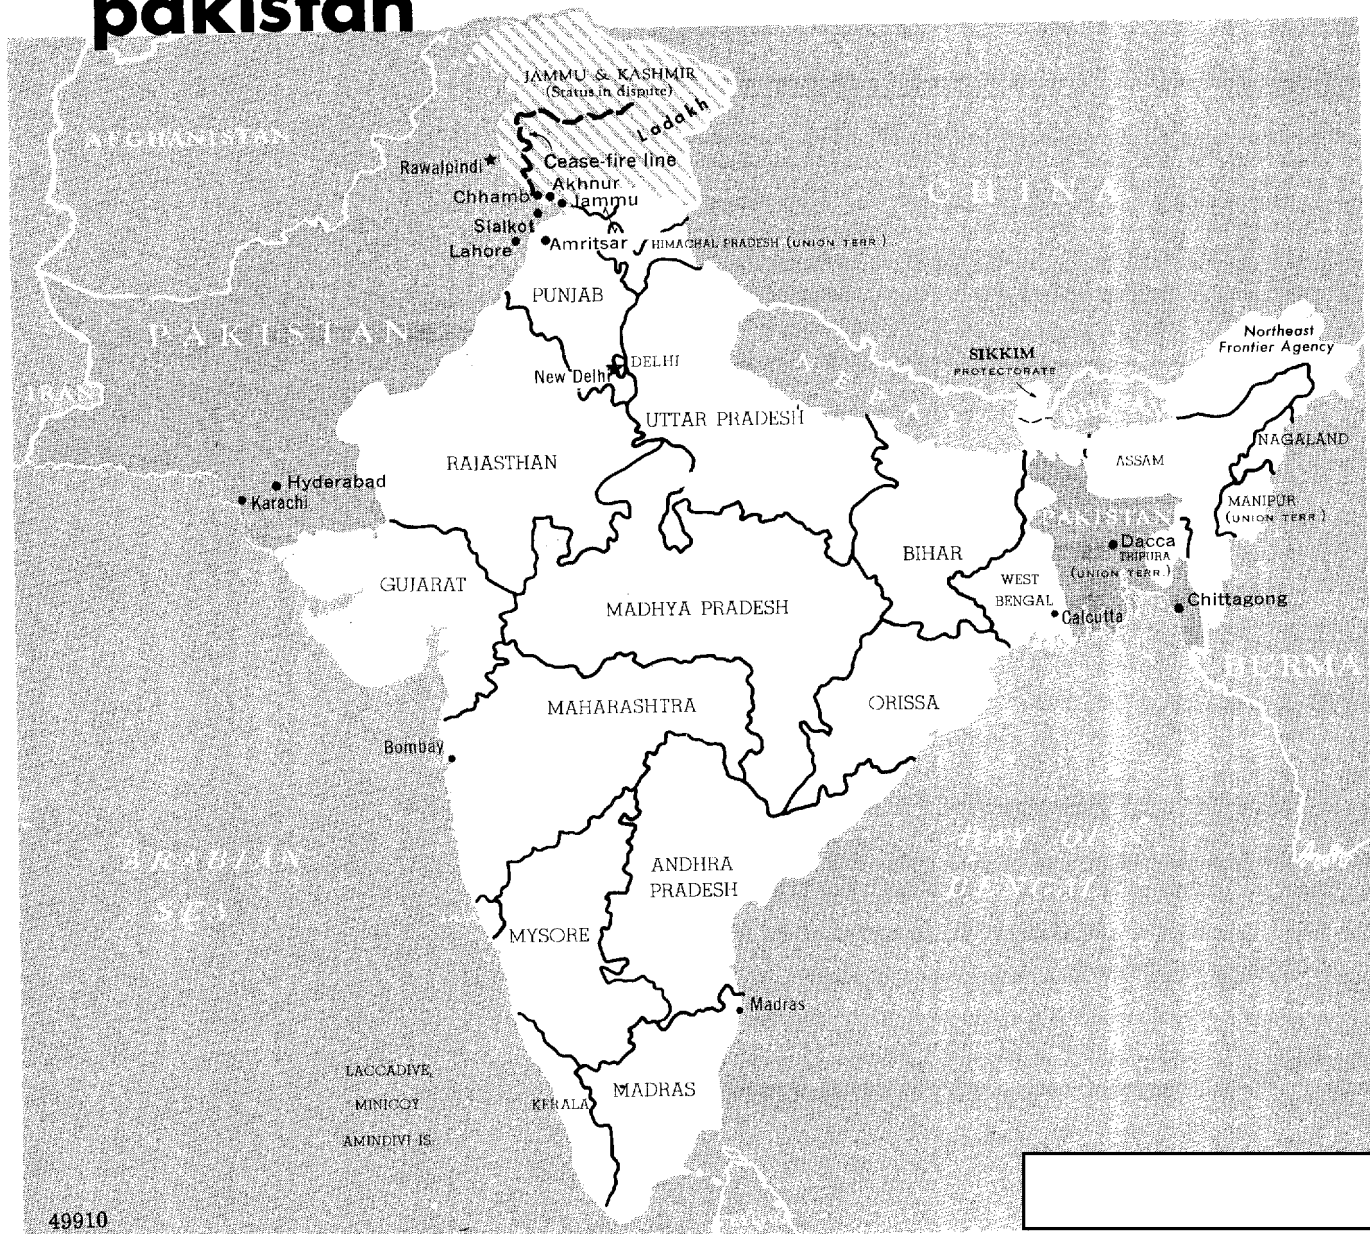 pakistan
JAMMU & KASHMIR
(Status in dispute)
Ladakh
AFGHANISTAN
Rawalpindi
Cease-fire line
CHINA
Chhamb
Akhnur
Jammu
Sialkot
Lahore
Amritsar
HIMACHAL PRADESH (UNION TERR.)
PUNJAB
PAKISTAN
Northeast
Frontier Agency
SIKKIM
PROTECTORATE
DELHI
New Delhi
NEPAL
IRAN
UTTAR PRADESH
NAGALAND
RAJASTHAN
ASSAM
Hyderabad
Karachi
MANIPUR
(UNION TERR.)
PAKISTAN
Dacca
TRIPURA
(UNION TERR.)
BIHAR
GUJARAT
WEST
BENGAL
MADHYA PRADESH
Calcutta
Chittagong
BURMA
MAHARASHTRA
ORISSA
Bombay
ARABIAN
SEA
BAY OF
BENGAL
ANDHRA
PRADESH
MYSORE
Madras
LACCADIVE,
MINICOY
AMINDIVI IS.
KERALA
MADRAS
49910